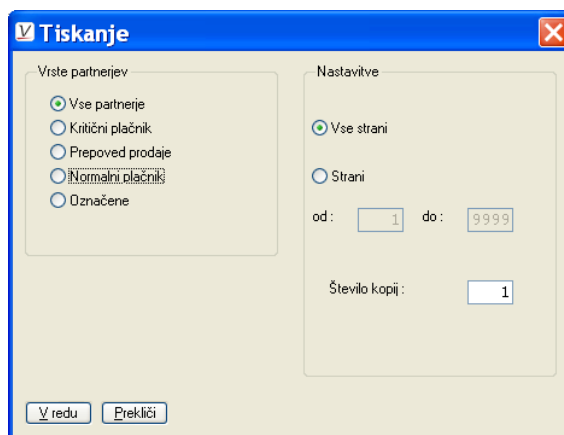 Tiskanje
Vrste partnerjev
Vse partnerje
Kritični plačnik
Prepoved prodaje
Normalni plačnik
Označene
Nastavitve
Vse strani
Strani
od : 1 do : 9999
Število kopij : 1
V redu Prekliči